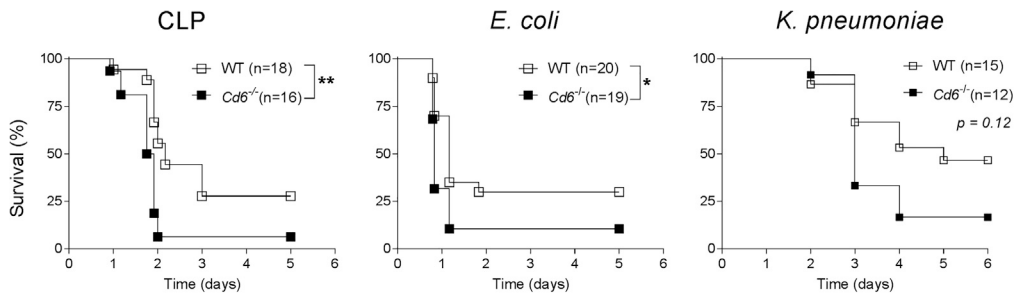 CLP
E. coli
K. pneumoniae
Survival (%)
100
75
50
25
0
0 1 2 3 4 5 6
Time (days)
WT (n=18)
Cd6-/-(n=16)
**
100
75
50
25
0
0 1 2 3 4 5 6
Time (days)
WT (n=20)
Cd6-/-(n=19)
*
100
75
50
25
0
0 1 2 3 4 5 6
Time (days)
WT (n=15)
Cd6-/-(n=12)
p = 0.12